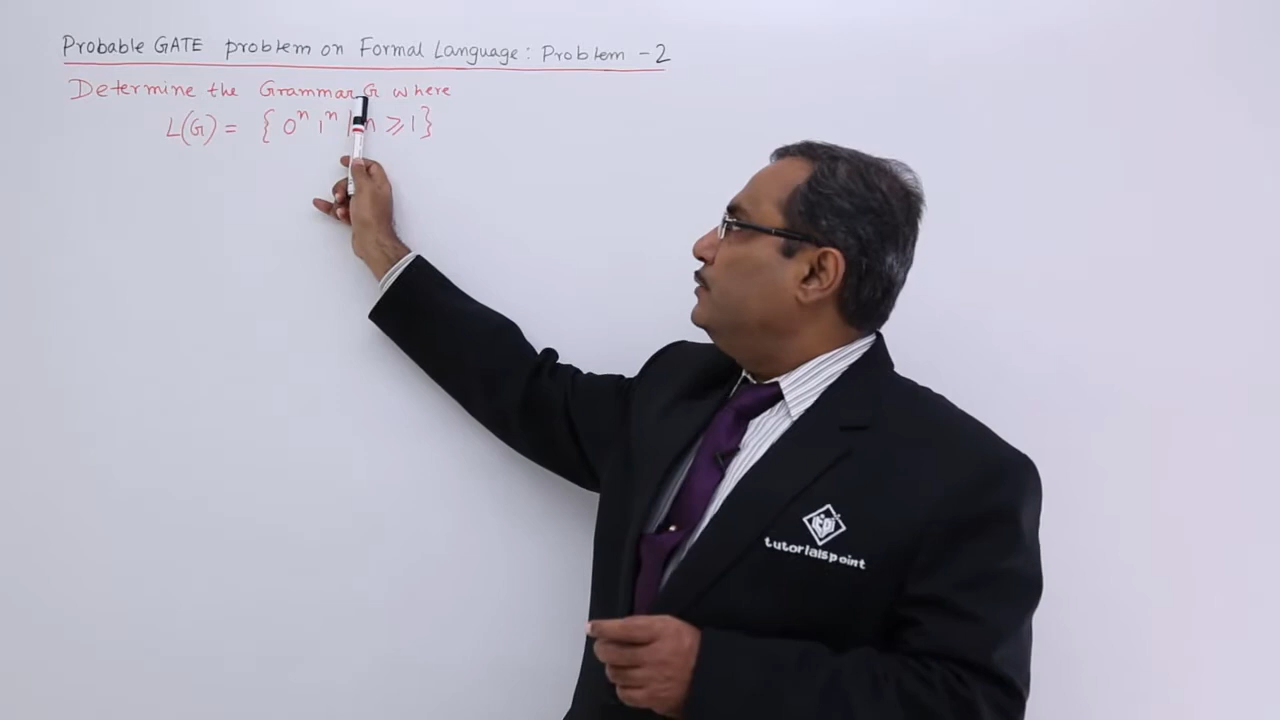 Probable GATE problem on Formal Language : Problem - 2
Determine the Grammar G where
L(G) = { 0ⁿ 1ⁿ | n ⩾ 1 }
tutorialspoint